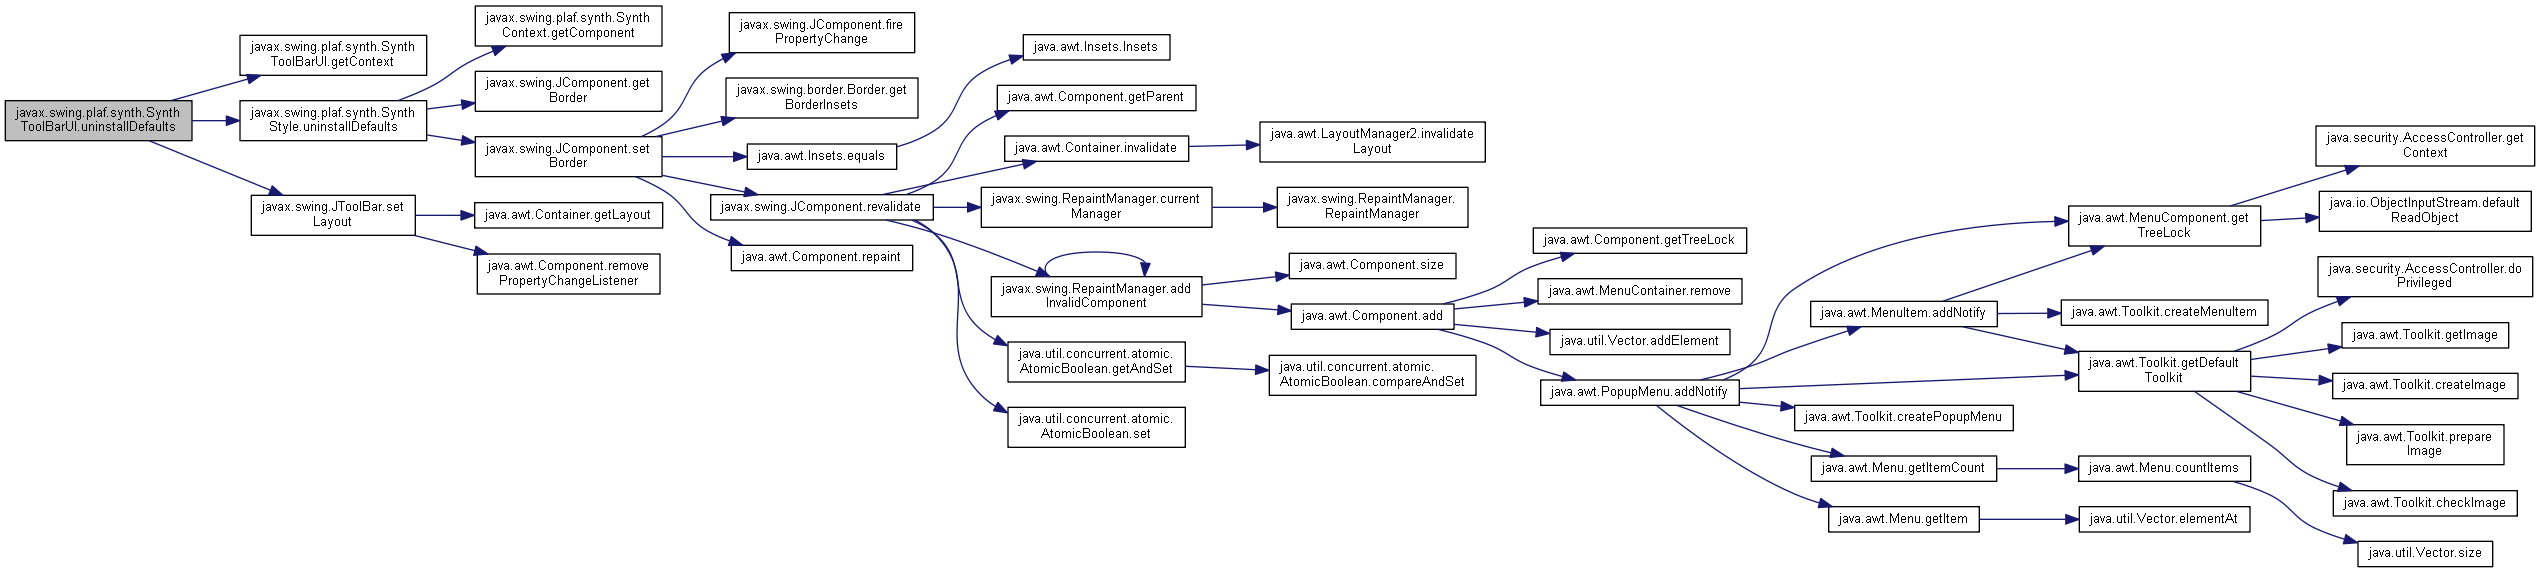 javax.swing.plaf.synth.Synth
ToolBarUI.uninstallDefaults
javax.swing.plaf.synth.Synth
ToolBarUI.getContext
javax.swing.plaf.synth.Synth
Style.uninstallDefaults
javax.swing.JToolBar.set
Layout
javax.swing.plaf.synth.Synth
Context.getComponent
javax.swing.JComponent.get
Border
javax.swing.JComponent.set
Border
java.awt.Container.getLayout
java.awt.Component.remove
PropertyChangeListener
javax.swing.JComponent.fire
PropertyChange
javax.swing.border.Border.get
BorderInsets
java.awt.Insets.equals
javax.swing.JComponent.revalidate
java.awt.Component.repaint
java.awt.Insets.Insets
java.awt.Component.getParent
java.awt.Container.invalidate
javax.swing.RepaintManager.current
Manager
javax.swing.RepaintManager.add
InvalidComponent
java.util.concurrent.atomic.
AtomicBoolean.getAndSet
java.util.concurrent.atomic.
AtomicBoolean.set
java.awt.LayoutManager2.invalidate
Layout
javax.swing.RepaintManager.
RepaintManager
java.awt.Component.size
java.awt.Component.add
java.util.concurrent.atomic.
AtomicBoolean.compareAndSet
java.awt.Component.getTreeLock
java.awt.MenuContainer.remove
java.util.Vector.addElement
java.awt.PopupMenu.addNotify
java.awt.MenuItem.addNotify
java.awt.Toolkit.createPopupMenu
java.awt.Menu.getItemCount
java.awt.Menu.getItem
java.awt.MenuComponent.get
TreeLock
java.awt.Toolkit.createMenuItem
java.awt.Toolkit.getDefault
Toolkit
java.awt.Menu.countItems
java.util.Vector.elementAt
java.security.AccessController.get
Context
java.io.ObjectInputStream.default
ReadObject
java.security.AccessController.do
Privileged
java.awt.Toolkit.getImage
java.awt.Toolkit.createImage
java.awt.Toolkit.prepare
Image
java.awt.Toolkit.checkImage
java.util.Vector.size